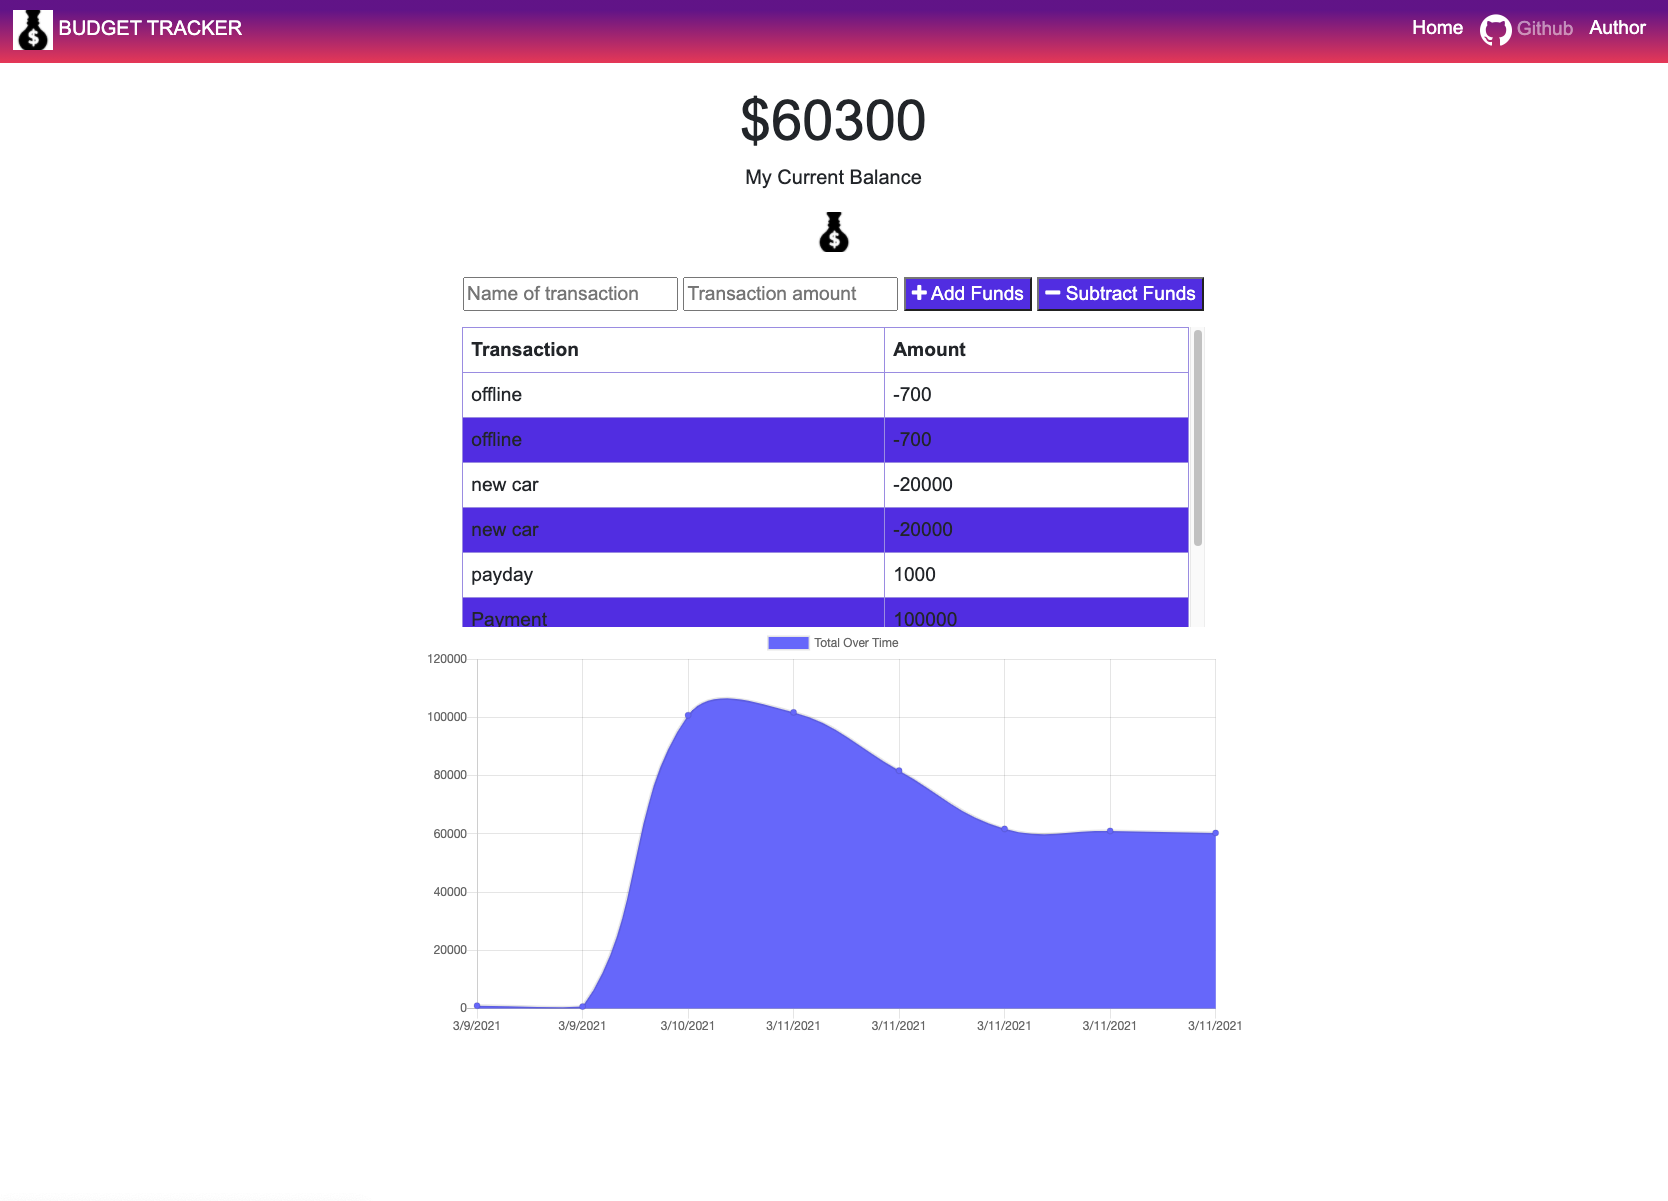 BUDGET TRACKER Home Github Author
$60300
My Current Balance
$
Name of transaction Transaction amount Add Funds Subtract Funds
Transaction Amount
offline -700
offline -700
new car -20000
new car -20000
payday 1000
Payment 100000
Total Over Time
120000
100000
80000
60000
40000
20000
0
3/9/2021 3/9/2021 3/10/2021 3/11/2021 3/11/2021 3/11/2021 3/11/2021 3/11/2021